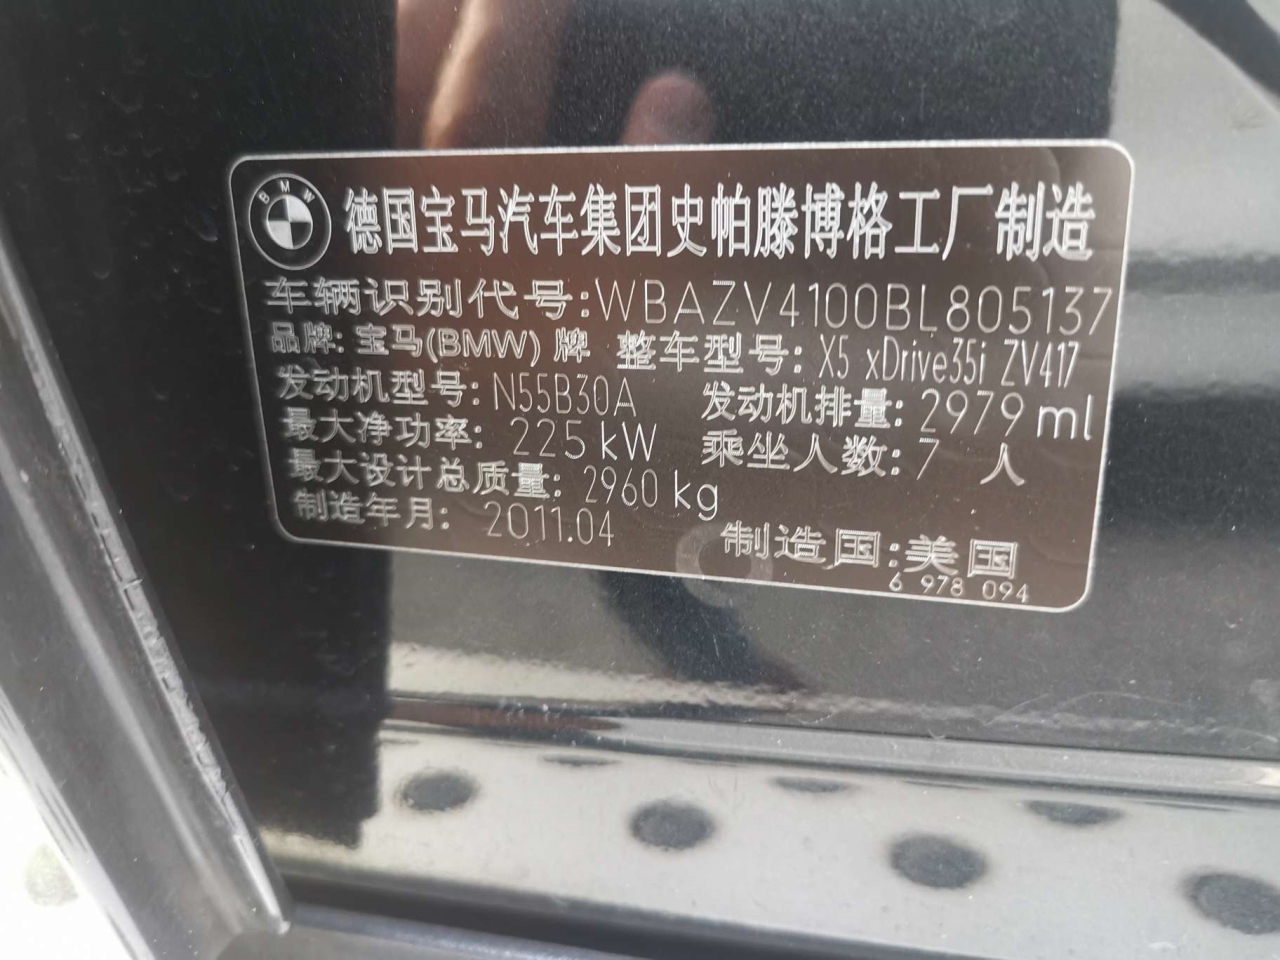 BMW 德国宝马汽车集团史帕滕博格工厂制造
车辆识别代号:WBAZV4100BL805137
品牌: 宝马(BMW) 牌 整车型号: X5 xDrive35i ZV417
发动机型号: N55B30A 发动机排量: 2979 ml
最大净功率: 225 kW 乘坐人数: 7 人
最大设计总质量: 2960 kg
制造年月: 2011.04 制造国: 美国
6 978 094